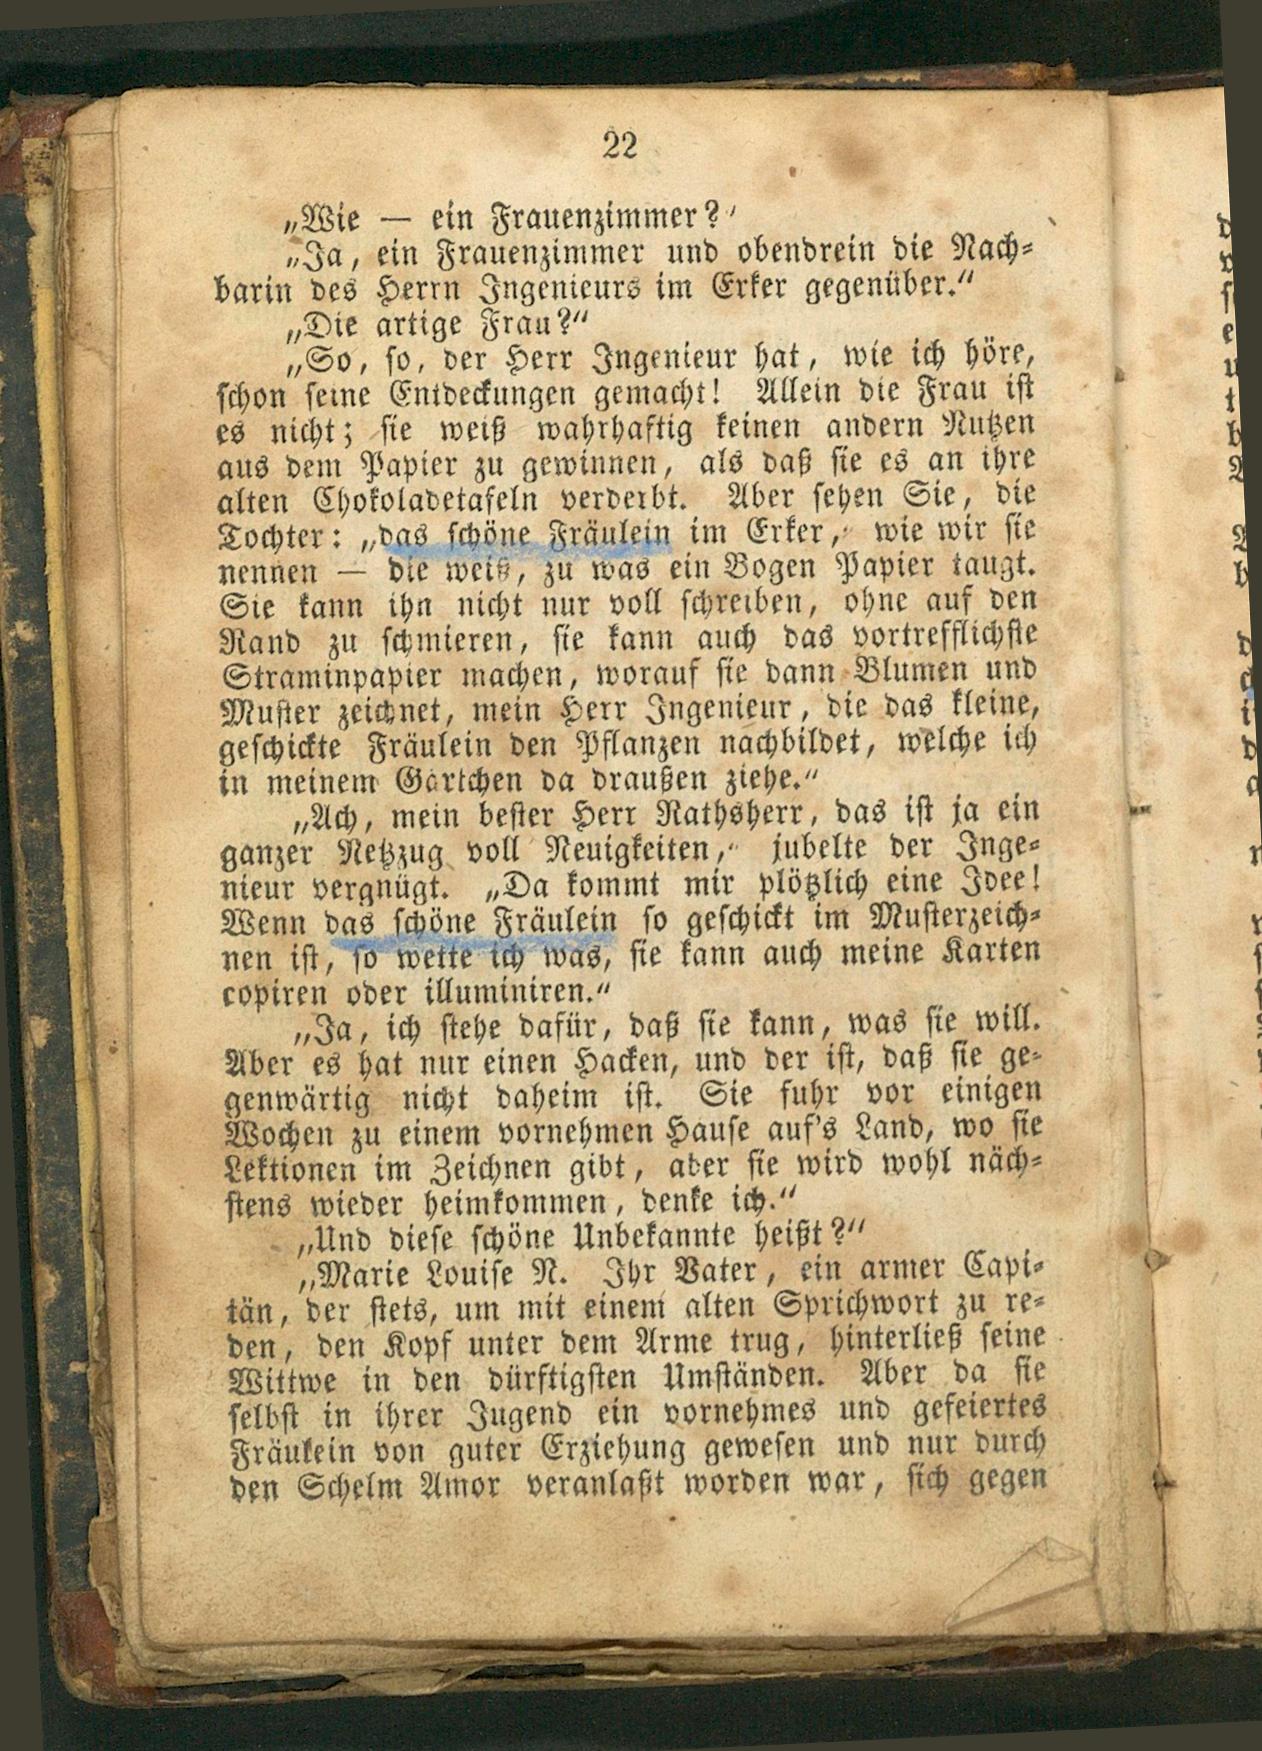 22
„Wie — ein Frauenzimmer?“
„Ja, ein Frauenzimmer und obendrein die Nach-
barin des Herrn Ingenieurs im Erker gegenüber.“
„Die artige Frau?“
„So, so, der Herr Ingenieur hat, wie ich höre,
schon seine Entdeckungen gemacht! Allein die Frau ist
es nicht; sie weiß wahrhaftig keinen andern Nutzen
aus dem Papier zu gewinnen, als daß sie es an ihre
alten Chokoladetafeln verderbt. Aber sehen Sie, die
Tochter: „das schöne Fräulein im Erker,“ wie wir sie
nennen — die weiß, zu was ein Bogen Papier taugt.
Sie kann ihn nicht nur voll schreiben, ohne auf den
Rand zu schmieren, sie kann auch das vortrefflichste
Straminpapier machen, worauf sie dann Blumen und
Muster zeichnet, mein Herr Ingenieur, die das kleine,
geschickte Fräulein den Pflanzen nachbildet, welche ich
in meinem Gärtchen da draußen ziehe.“
„Ach, mein bester Herr Rathsherr, das ist ja ein
ganzer Netzzug voll Neuigkeiten,“ jubelte der Inge-
nieur vergnügt. „Da kommt mir plötzlich eine Idee!
Wenn das schöne Fräulein so geschickt im Musterzeich-
nen ist, so wette ich was, sie kann auch meine Karten
copiren oder illuminiren.“
„Ja, ich stehe dafür, daß sie kann, was sie will.
Aber es hat nur einen Hacken, und der ist, daß sie ge-
genwärtig nicht daheim ist. Sie fuhr vor einigen
Wochen zu einem vornehmen Hause auf's Land, wo sie
Lektionen im Zeichnen gibt, aber sie wird wohl näch-
stens wieder heimkommen, denke ich.“
„Und diese schöne Unbekannte heißt?“
„Marie Louise N. Ihr Vater, ein armer Capi-
tän, der stets, um mit einem alten Sprichwort zu re-
den, den Kopf unter dem Arme trug, hinterließ seine
Wittwe in den dürftigsten Umständen. Aber da sie
selbst in ihrer Jugend ein vornehmes und gefeiertes
Fräulein von guter Erziehung gewesen und nur durch
den Schelm Amor veranlaßt worden war, sich gegen